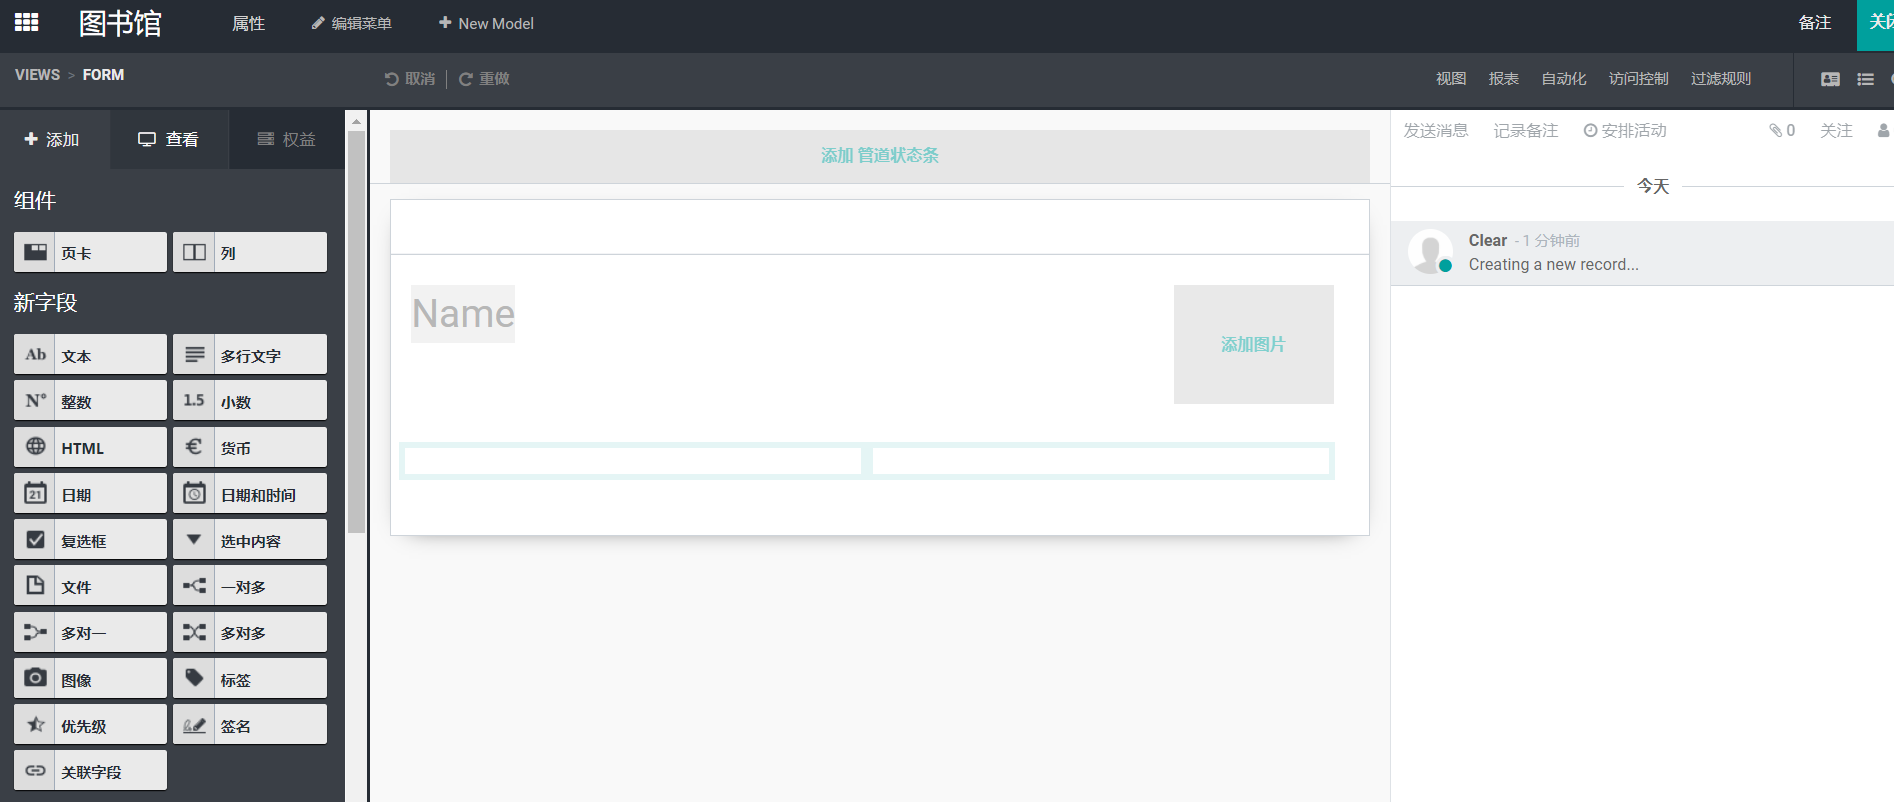 图书馆 属性 编辑菜单 New Model 备注 关闭
VIEWS > FORM 取消 重做 视图 报表 自动化 访问控制 过滤规则
添加 查看 权益
组件
页卡 列
新字段
Ab 文本 多行文字
N° 整数 1.5 小数
HTML € 货币
21 日期 日期和时间
复选框 选中内容
文件 一对多
多对一 多对多
图像 标签
优先级 签名
关联字段
添加 管道状态条
Name
添加图片
发送消息 记录备注 安排活动 0 关注
今天
Clear - 1 分钟前
Creating a new record...